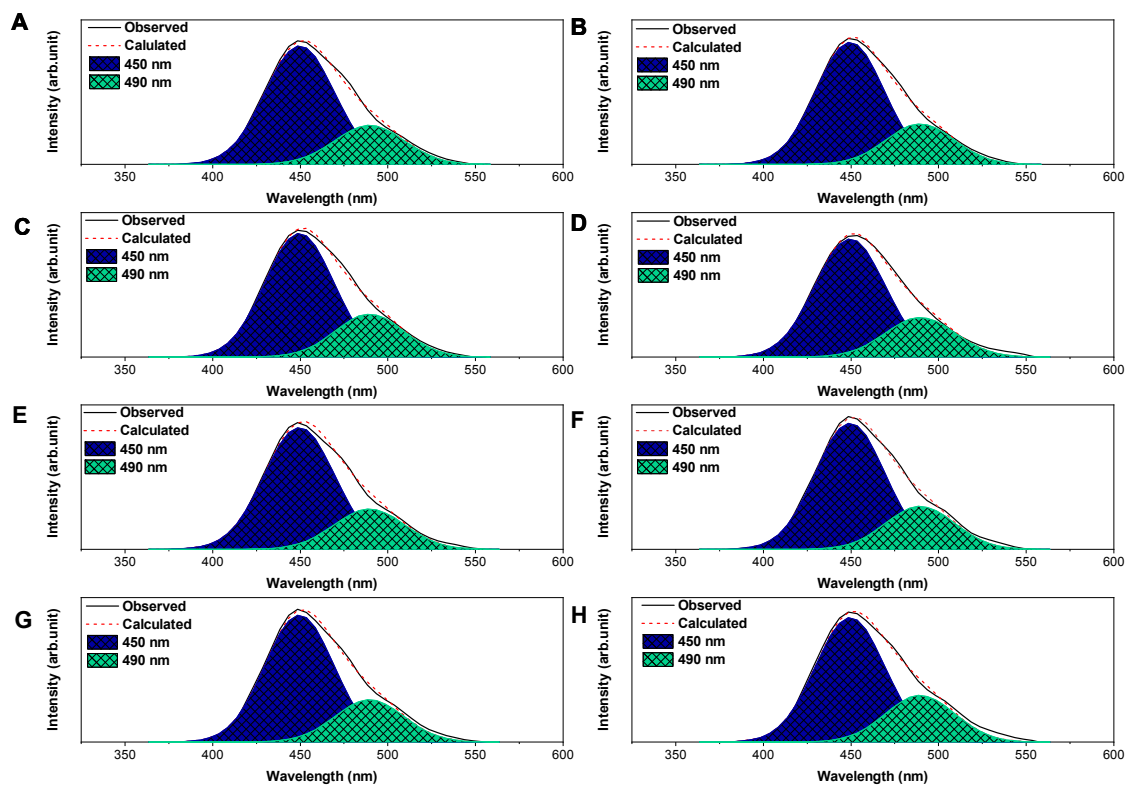 A
Observed
Calulated
450 nm
490 nm
Intensity (arb.unit)
350 400 450 500 550 600
Wavelength (nm)
B
Observed
Calculated
450 nm
490 nm
Intensity (arb.unit)
350 400 450 500 550 600
Wavelength (nm)
C
Observed
Calculated
450 nm
490 nm
Intensity (arb.unit)
350 400 450 500 550 600
Wavelength (nm)
D
Observed
Calculated
450 nm
490 nm
Intensity (arb.unit)
350 400 450 500 550 600
Wavelength (nm)
E
Observed
Calculated
450 nm
490 nm
Intensity (arb.unit)
350 400 450 500 550 600
Wavelength (nm)
F
Observed
Calculated
450 nm
490 nm
Intensity (arb.unit)
350 400 450 500 550 600
Wavelength (nm)
G
Observed
Calculated
450 nm
490 nm
Intensity (arb.unit)
350 400 450 500 550 600
Wavelength (nm)
H
Observed
Calculated
450 nm
490 nm
Intensity (arb.unit)
350 400 450 500 550 600
Wavelength (nm)